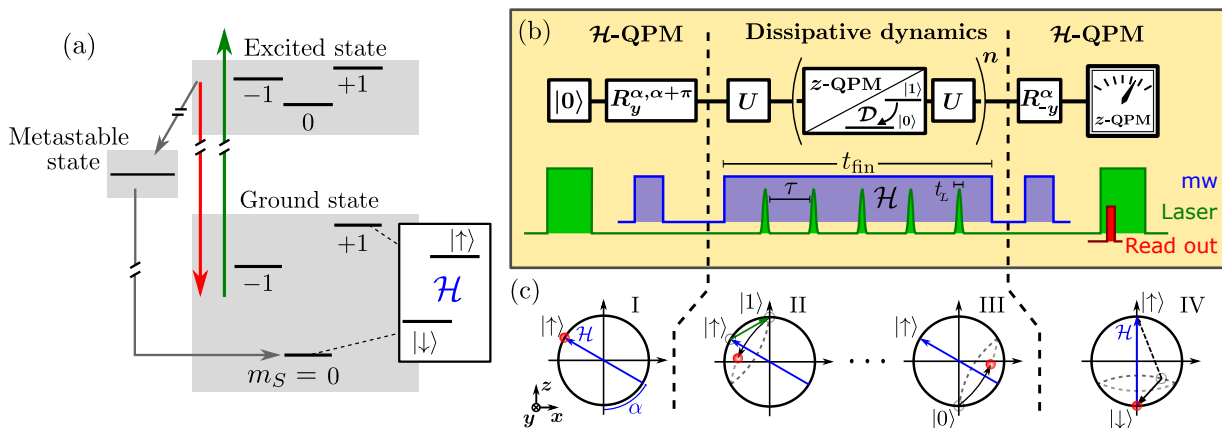 (a)
Excited state
−1
0
+1
Metastable
state
Ground state
+1
−1
m_S = 0
|↑⟩
ℋ
|↓⟩
(b)
ℋ-QPM
Dissipative dynamics
ℋ-QPM
|0⟩
R_y^{α,α+π}
U
z-QPM
𝒟
|1⟩
|0⟩
U
n
R_{-y}^{α}
z-QPM
t_fin
τ
ℋ
t_L
mw
Laser
Read out
(c)
I
|↑⟩
ℋ
α
z
y
x
|1⟩
II
|↑⟩
· · ·
III
|↑⟩
|0⟩
|↑⟩
IV
ℋ
|↓⟩